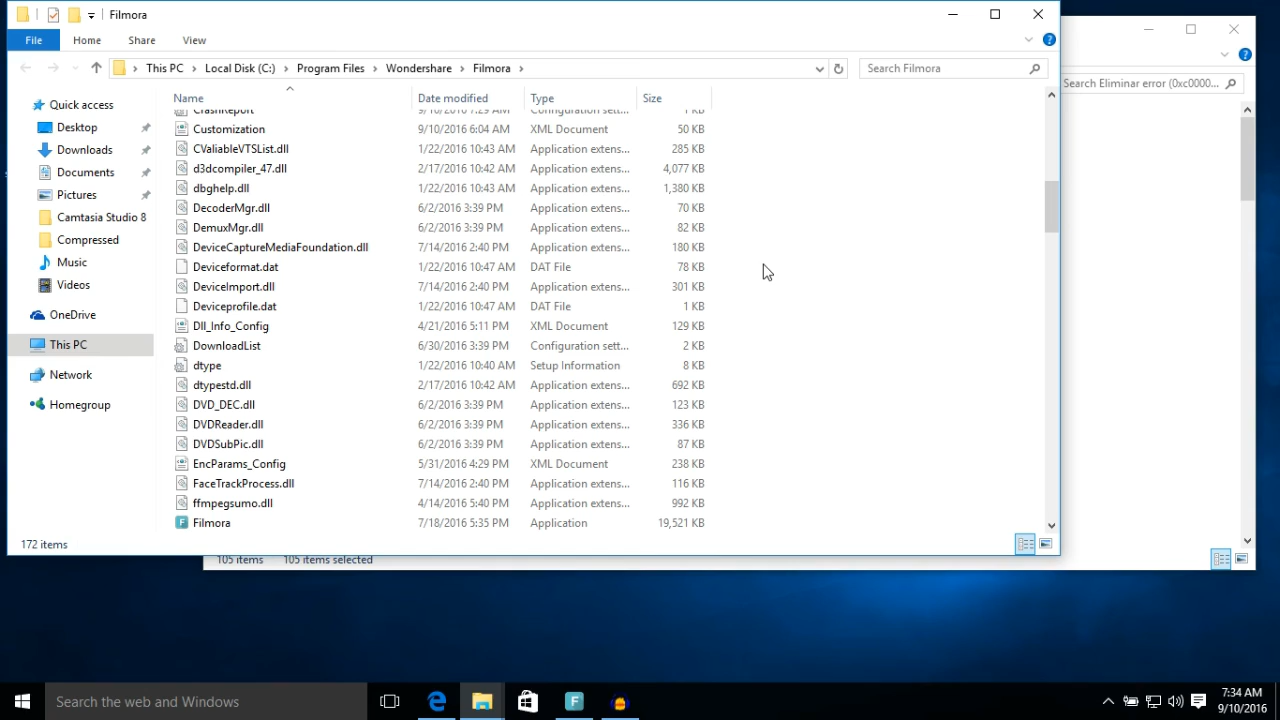 Filmora
File Home Share View
This PC Local Disk (C:) Program Files Wondershare Filmora Search Filmora
Search Eliminar error (0xc0000...
Name Date modified Type Size
Quick access
Desktop
Downloads
Documents
Pictures
Camtasia Studio 8
Compressed
Music
Videos
OneDrive
This PC
Network
Homegroup
CrashReport 9/10/2016 7:29 AM Configuration sett... 1 KB
Customization 9/10/2016 6:04 AM XML Document 50 KB
CValiableVTSList.dll 1/22/2016 10:43 AM Application extens... 285 KB
d3dcompiler_47.dll 2/17/2016 10:42 AM Application extens... 4,077 KB
dbghelp.dll 1/22/2016 10:43 AM Application extens... 1,380 KB
DecoderMgr.dll 6/2/2016 3:39 PM Application extens... 70 KB
DemuxMgr.dll 6/2/2016 3:39 PM Application extens... 82 KB
DeviceCaptureMediaFoundation.dll 7/14/2016 2:40 PM Application extens... 180 KB
Deviceformat.dat 1/22/2016 10:47 AM DAT File 78 KB
DeviceImport.dll 7/14/2016 2:40 PM Application extens... 301 KB
Deviceprofile.dat 1/22/2016 10:47 AM DAT File 1 KB
Dll_Info_Config 4/21/2016 5:11 PM XML Document 129 KB
DownloadList 6/30/2016 3:39 PM Configuration sett... 2 KB
dtype 1/22/2016 10:40 AM Setup Information 8 KB
dtypestd.dll 2/17/2016 10:42 AM Application extens... 692 KB
DVD_DEC.dll 6/2/2016 3:39 PM Application extens... 123 KB
DVDReader.dll 6/2/2016 3:39 PM Application extens... 336 KB
DVDSubPic.dll 6/2/2016 3:39 PM Application extens... 87 KB
EncParams_Config 5/31/2016 4:29 PM XML Document 238 KB
FaceTrackProcess.dll 7/14/2016 2:40 PM Application extens... 116 KB
ffmpegsumo.dll 4/14/2016 5:40 PM Application extens... 992 KB
Filmora 7/18/2016 5:35 PM Application 19,521 KB
172 items
105 items 105 items selected
Search the web and Windows
7:34 AM
9/10/2016